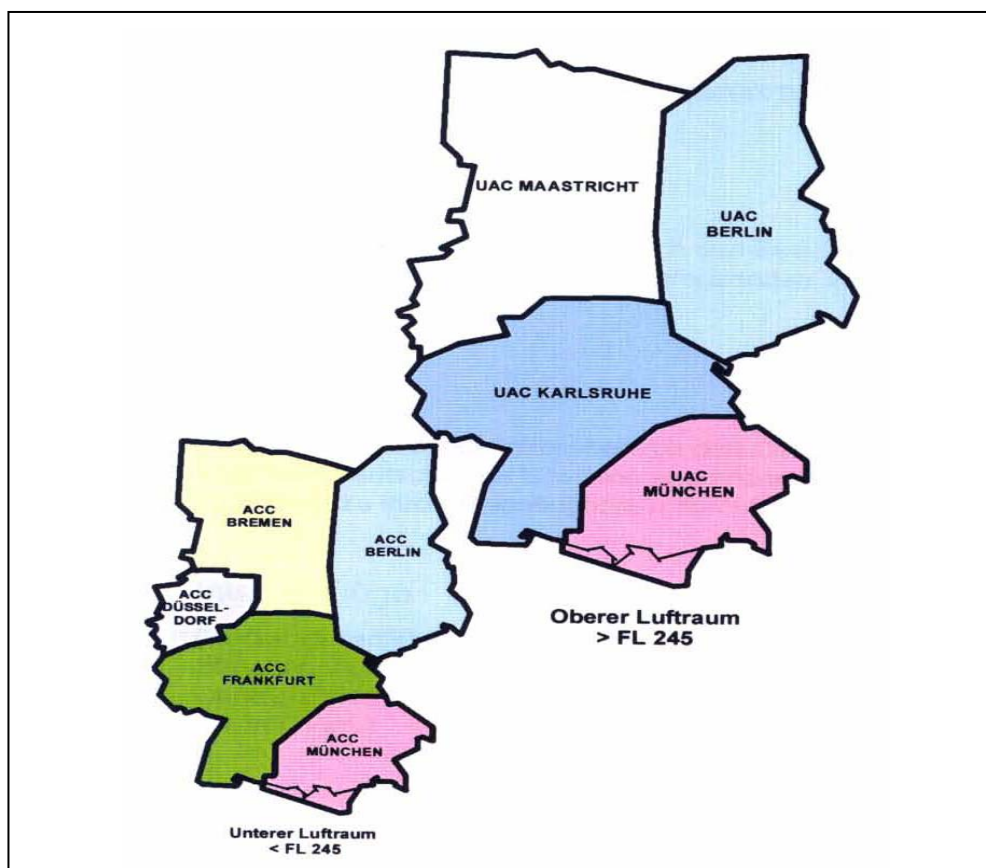 UAC MAASTRICHT
UAC
BERLIN
UAC KARLSRUHE
UAC
MÜNCHEN
Oberer Luftraum
> FL 245
ACC
BREMEN
ACC
BERLIN
ACC
DÜSSEL-
DORF
ACC
FRANKFURT
ACC
MÜNCHEN
Unterer Luftraum
< FL 245